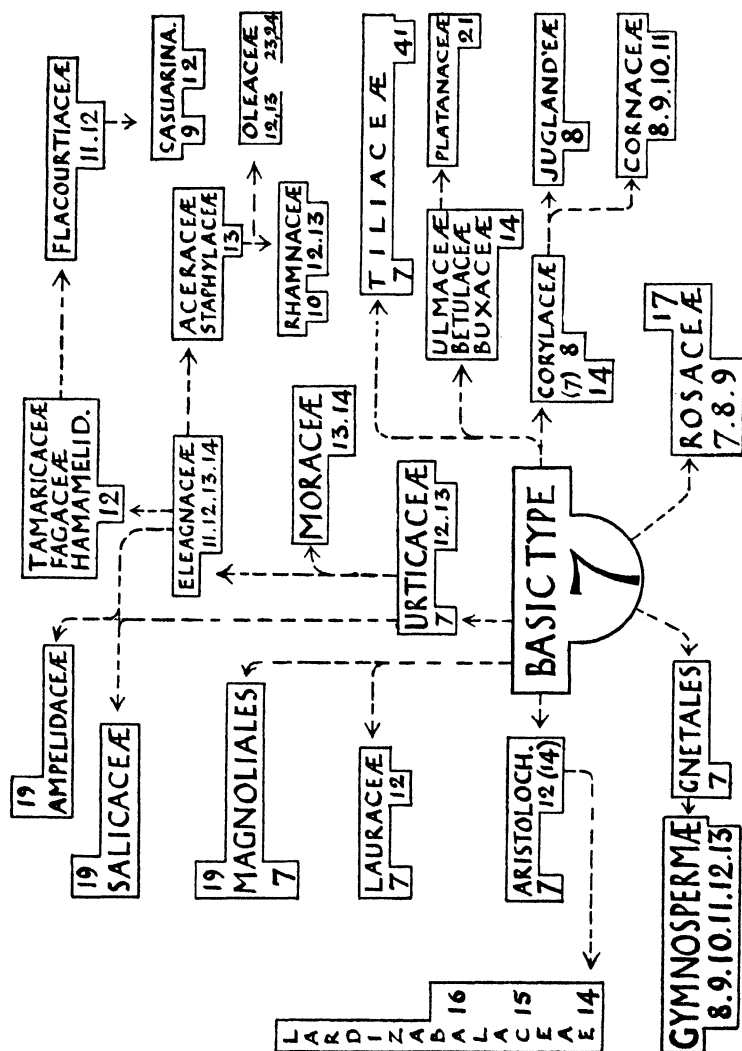 19
AMPELIDACEÆ
19
SALICACEÆ
TAMARICACEÆ
FAGACEÆ
HAMAMELID.
12
FLACOURTIACEÆ
11.12
CASUARINA.
9 12
ELEAGNACEÆ
11.12.13.14
ACERACEÆ
STAPHYLACEÆ
13
OLEACEÆ
12,13 23,24
RHAMNACEÆ
10 12.13
19
MAGNOLIALES
7
MORACEÆ
13.14
LAURACEÆ
7 12
URTICACEÆ
7 12.13
TILIACEÆ
7 41
ULMACEÆ
BETULACEÆ
BUXACEÆ
14
PLATANACEÆ
21
L
A
R
D
I
Z
A
B
A 16
L
A
C 15
E
A
E 14
ARISTOLOCH.
7 12(14)
BASIC TYPE
7
CORYLACEÆ
(7) 8
14
JUGLAND'EÆ
8
CORNACEÆ
8.9.10.11
GYMNOSPERMÆ
8.9.10.11.12.13
GNETALES
7
17
ROSACEÆ
7.8.9